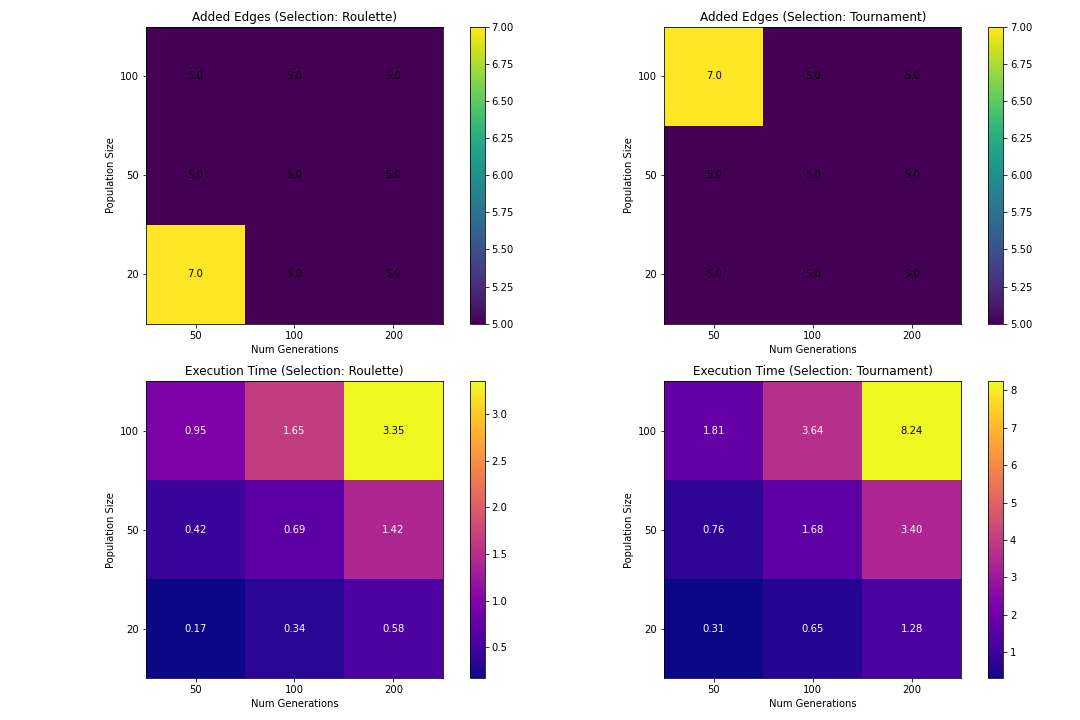 Added Edges (Selection: Roulette)
Population Size
100
50
20
5.0 5.0 5.0
5.0 5.0 5.0
7.0 5.0 5.0
50 100 200
Num Generations
7.00
6.75
6.50
6.25
6.00
5.75
5.50
5.25
5.00
Added Edges (Selection: Tournament)
Population Size
100
50
20
7.0 5.0 5.0
5.0 5.0 5.0
5.0 5.0 5.0
50 100 200
Num Generations
7.00
6.75
6.50
6.25
6.00
5.75
5.50
5.25
5.00
Execution Time (Selection: Roulette)
Population Size
100
50
20
0.95 1.65 3.35
0.42 0.69 1.42
0.17 0.34 0.58
50 100 200
Num Generations
3.0
2.5
2.0
1.5
1.0
0.5
Execution Time (Selection: Tournament)
Population Size
100
50
20
1.81 3.64 8.24
0.76 1.68 3.40
0.31 0.65 1.28
50 100 200
Num Generations
8
7
6
5
4
3
2
1